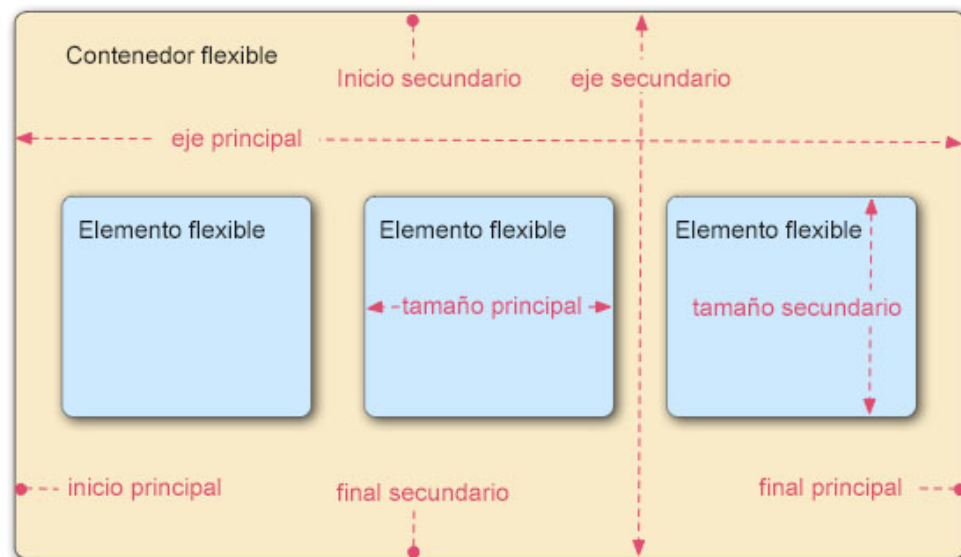 Contenedor flexible
Inicio secundario
eje secundario
eje principal
Elemento flexible
Elemento flexible
Elemento flexible
tamaño principal
tamaño secundario
inicio principal
final secundario
final principal